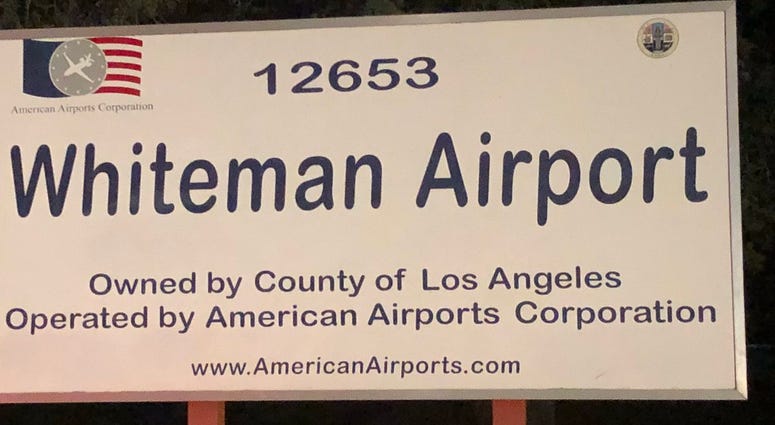 12653
American Airports Corporation
Whiteman Airport
Owned by County of Los Angeles
Operated by American Airports Corporation
www.AmericanAirports.com